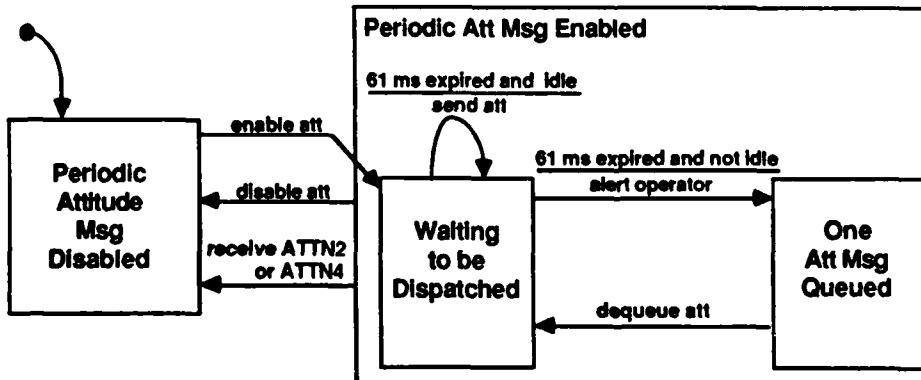 Periodic Att Msg Enabled
61 ms expired and idle
send att
enable att
61 ms expired and not idle
alert operator
Periodic
Attitude
Msg
Disabled
disable att
receive ATTN2
or ATTN4
Waiting
to be
Dispatched
One
Att Msg
Queued
dequeue att